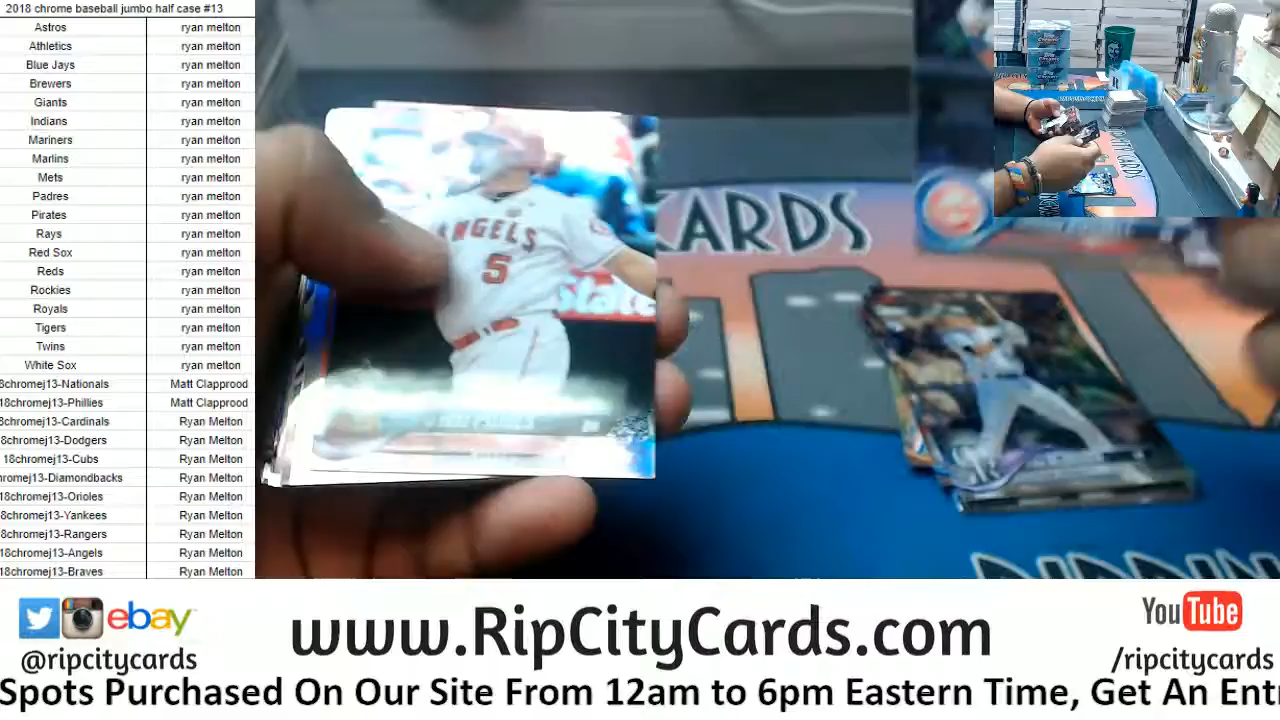 2018 chrome baseball jumbo half case #13
Astros ryan melton
Athletics ryan melton
Blue Jays ryan melton
Brewers ryan melton
Giants ryan melton
Indians ryan melton
Mariners ryan melton
Marlins ryan melton
Mets ryan melton
Padres ryan melton
Pirates ryan melton
Rays ryan melton
Red Sox ryan melton
Reds ryan melton
Rockies ryan melton
Royals ryan melton
Tigers ryan melton
Twins ryan melton
White Sox ryan melton
8chromej13-Nationals Matt Clapprood
18chromej13-Phillies Matt Clapprood
8chromej13-Cardinals Ryan Melton
8chromej13-Dodgers Ryan Melton
18chromej13-Cubs Ryan Melton
romej13-Diamondbacks Ryan Melton
18chromej13-Orioles Ryan Melton
8chromej13-Yankees Ryan Melton
8chromej13-Rangers Ryan Melton
18chromej13-Angels Ryan Melton
18chromej13-Braves Ryan Melton
ANGELS
5
State
CARDS
ebay
@ripcitycards
www.RipCityCards.com
YouTube
/ripcitycards
Spots Purchased On Our Site From 12am to 6pm Eastern Time, Get An Entr